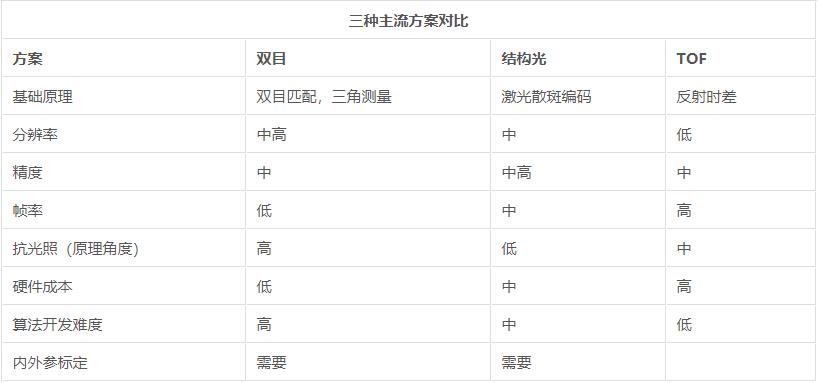 三种主流方案对比
方案 双目 结构光 TOF
基础原理 双目匹配，三角测量 激光散斑编码 反射时差
分辨率 中高 中 低
精度 中 中高 中
帧率 低 中 高
抗光照（原理角度） 高 低 中
硬件成本 低 中 高
算法开发难度 高 中 低
内外参标定 需要 需要